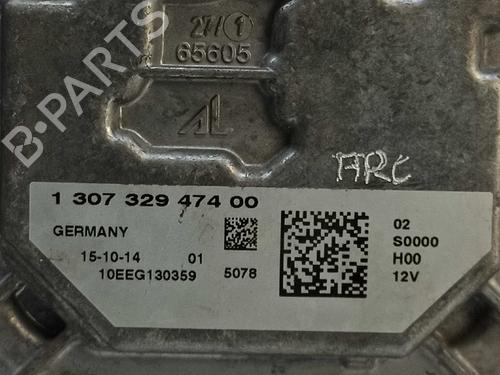 27/1
65605
AL
ARC
B-PARTS
1 307 329 474 00
GERMANY
15-10-14 01
10EEG130359 5078
02
S0000
H00
12V